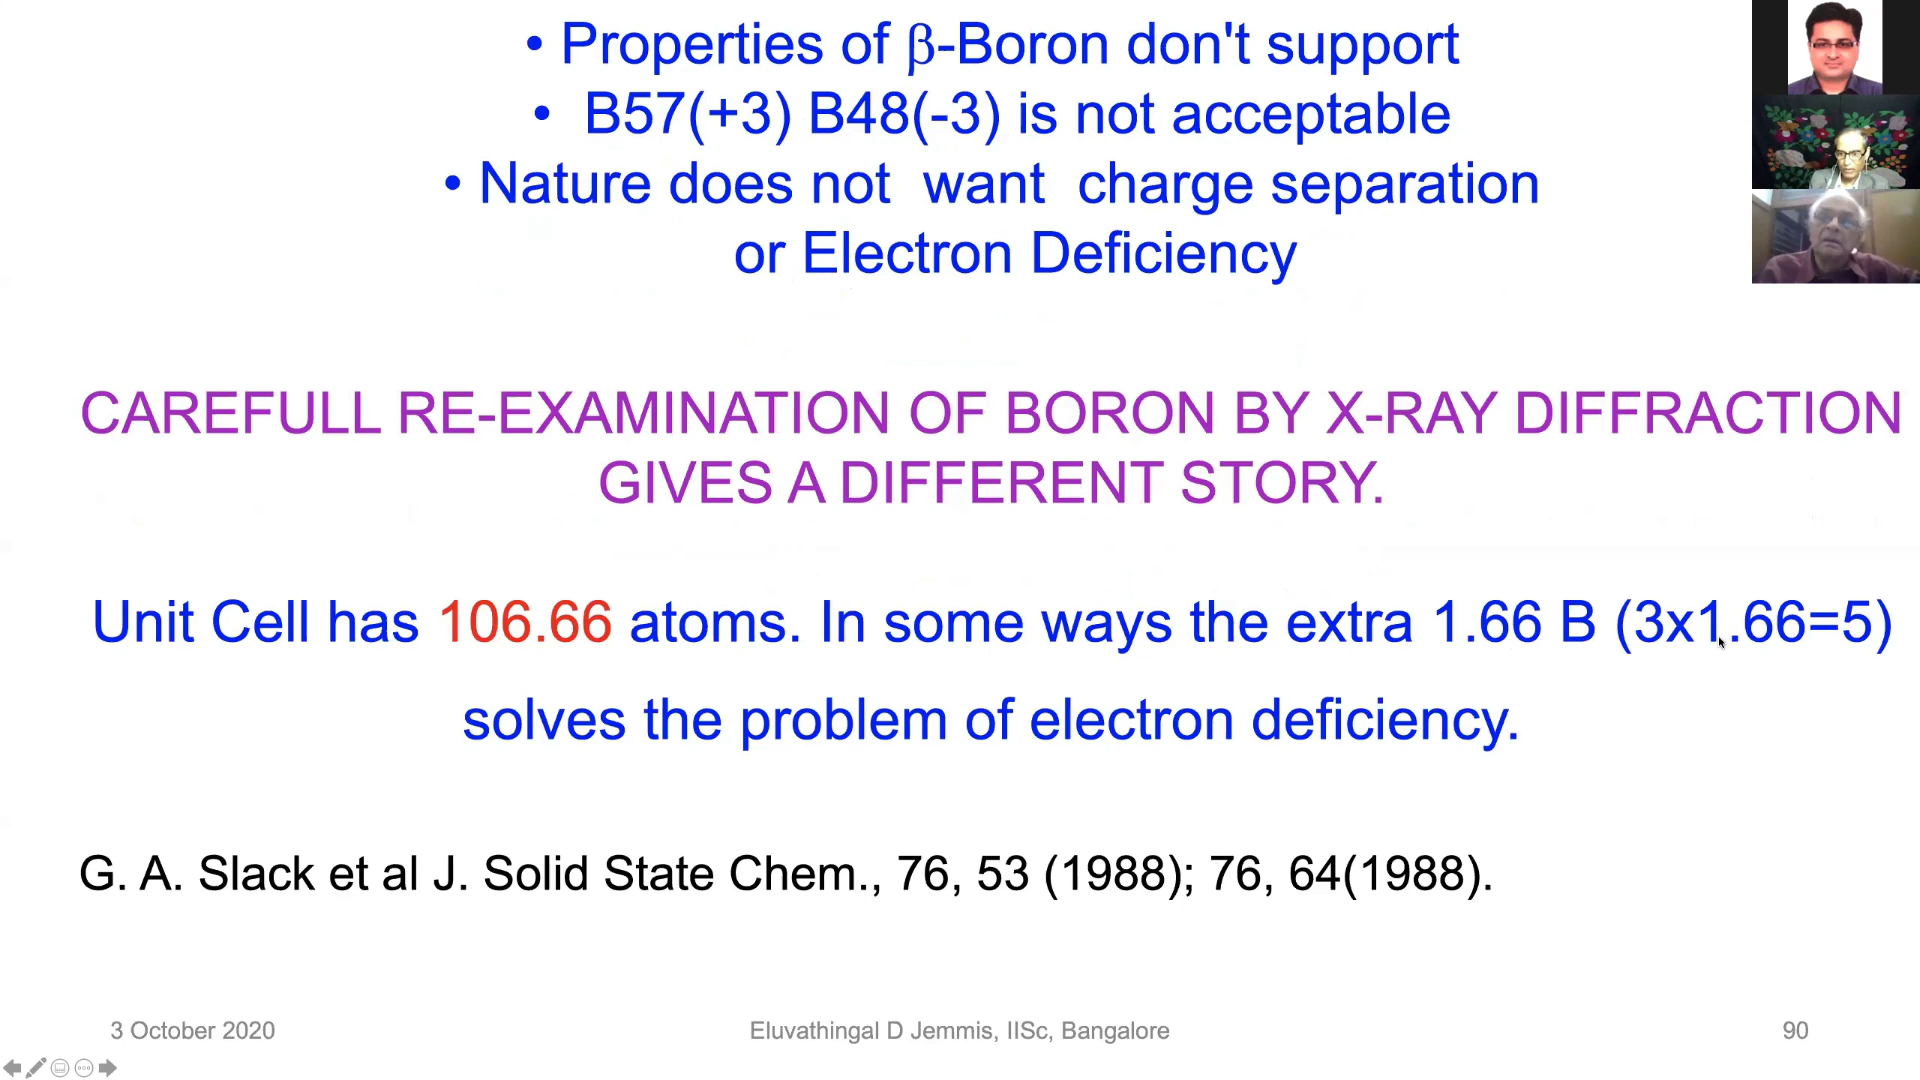 • Properties of β-Boron don't support
• B57(+3) B48(-3) is not acceptable
• Nature does not want charge separation
or Electron Deficiency
CAREFULL RE-EXAMINATION OF BORON BY X-RAY DIFFRACTION
GIVES A DIFFERENT STORY.
Unit Cell has 106.66 atoms. In some ways the extra 1.66 B (3x1.66=5)
solves the problem of electron deficiency.
G. A. Slack et al J. Solid State Chem., 76, 53 (1988); 76, 64(1988).
3 October 2020
Eluvathingal D Jemmis, IISc, Bangalore
90